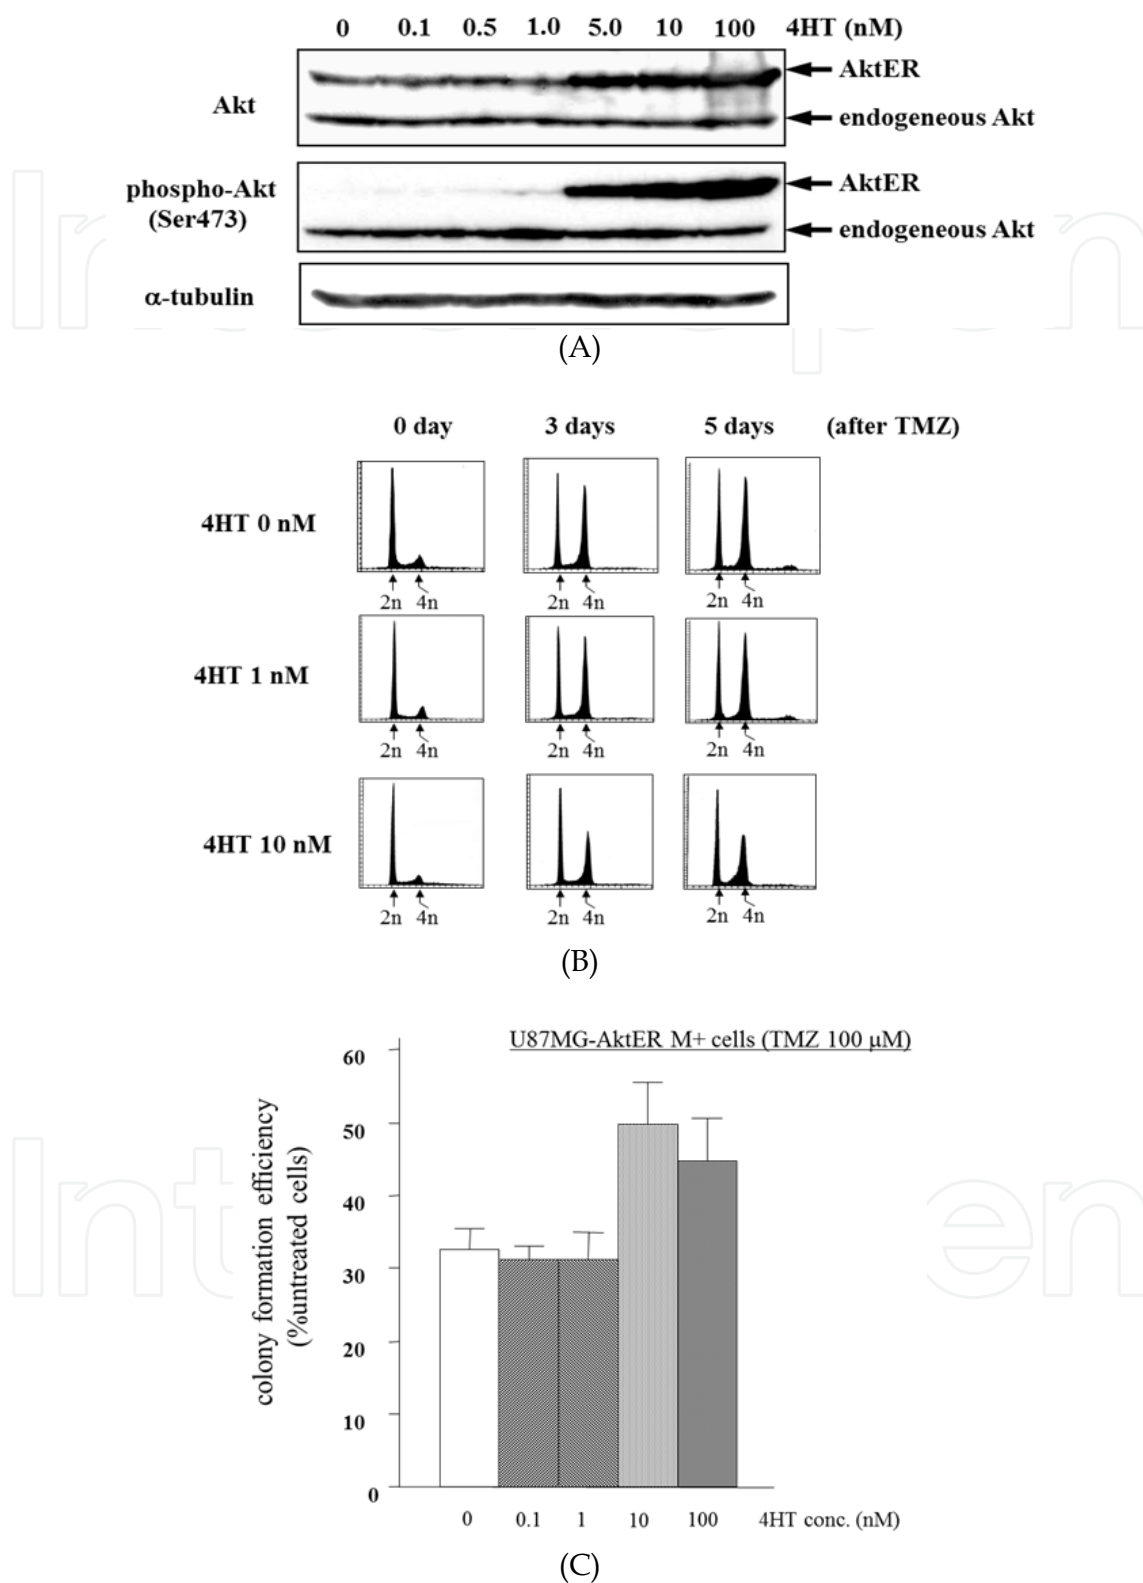 0 0.1 0.5 1.0 5.0 10 100 4HT (nM)
AktER
Akt
endogeneous Akt
phospho-Akt
(Ser473)
AktER
endogeneous Akt
α-tubulin
(A)
0 day 3 days 5 days (after TMZ)
4HT 0 nM
2n 4n 2n 4n 2n 4n
4HT 1 nM
2n 4n 2n 4n 2n 4n
4HT 10 nM
2n 4n 2n 4n 2n 4n
(B)
U87MG-AktER M+ cells (TMZ 100 μM)
colony formation efficiency
(%untreated cells)
60
50
40
30
20
10
0
0 0.1 1 10 100 4HT conc. (nM)
(C)